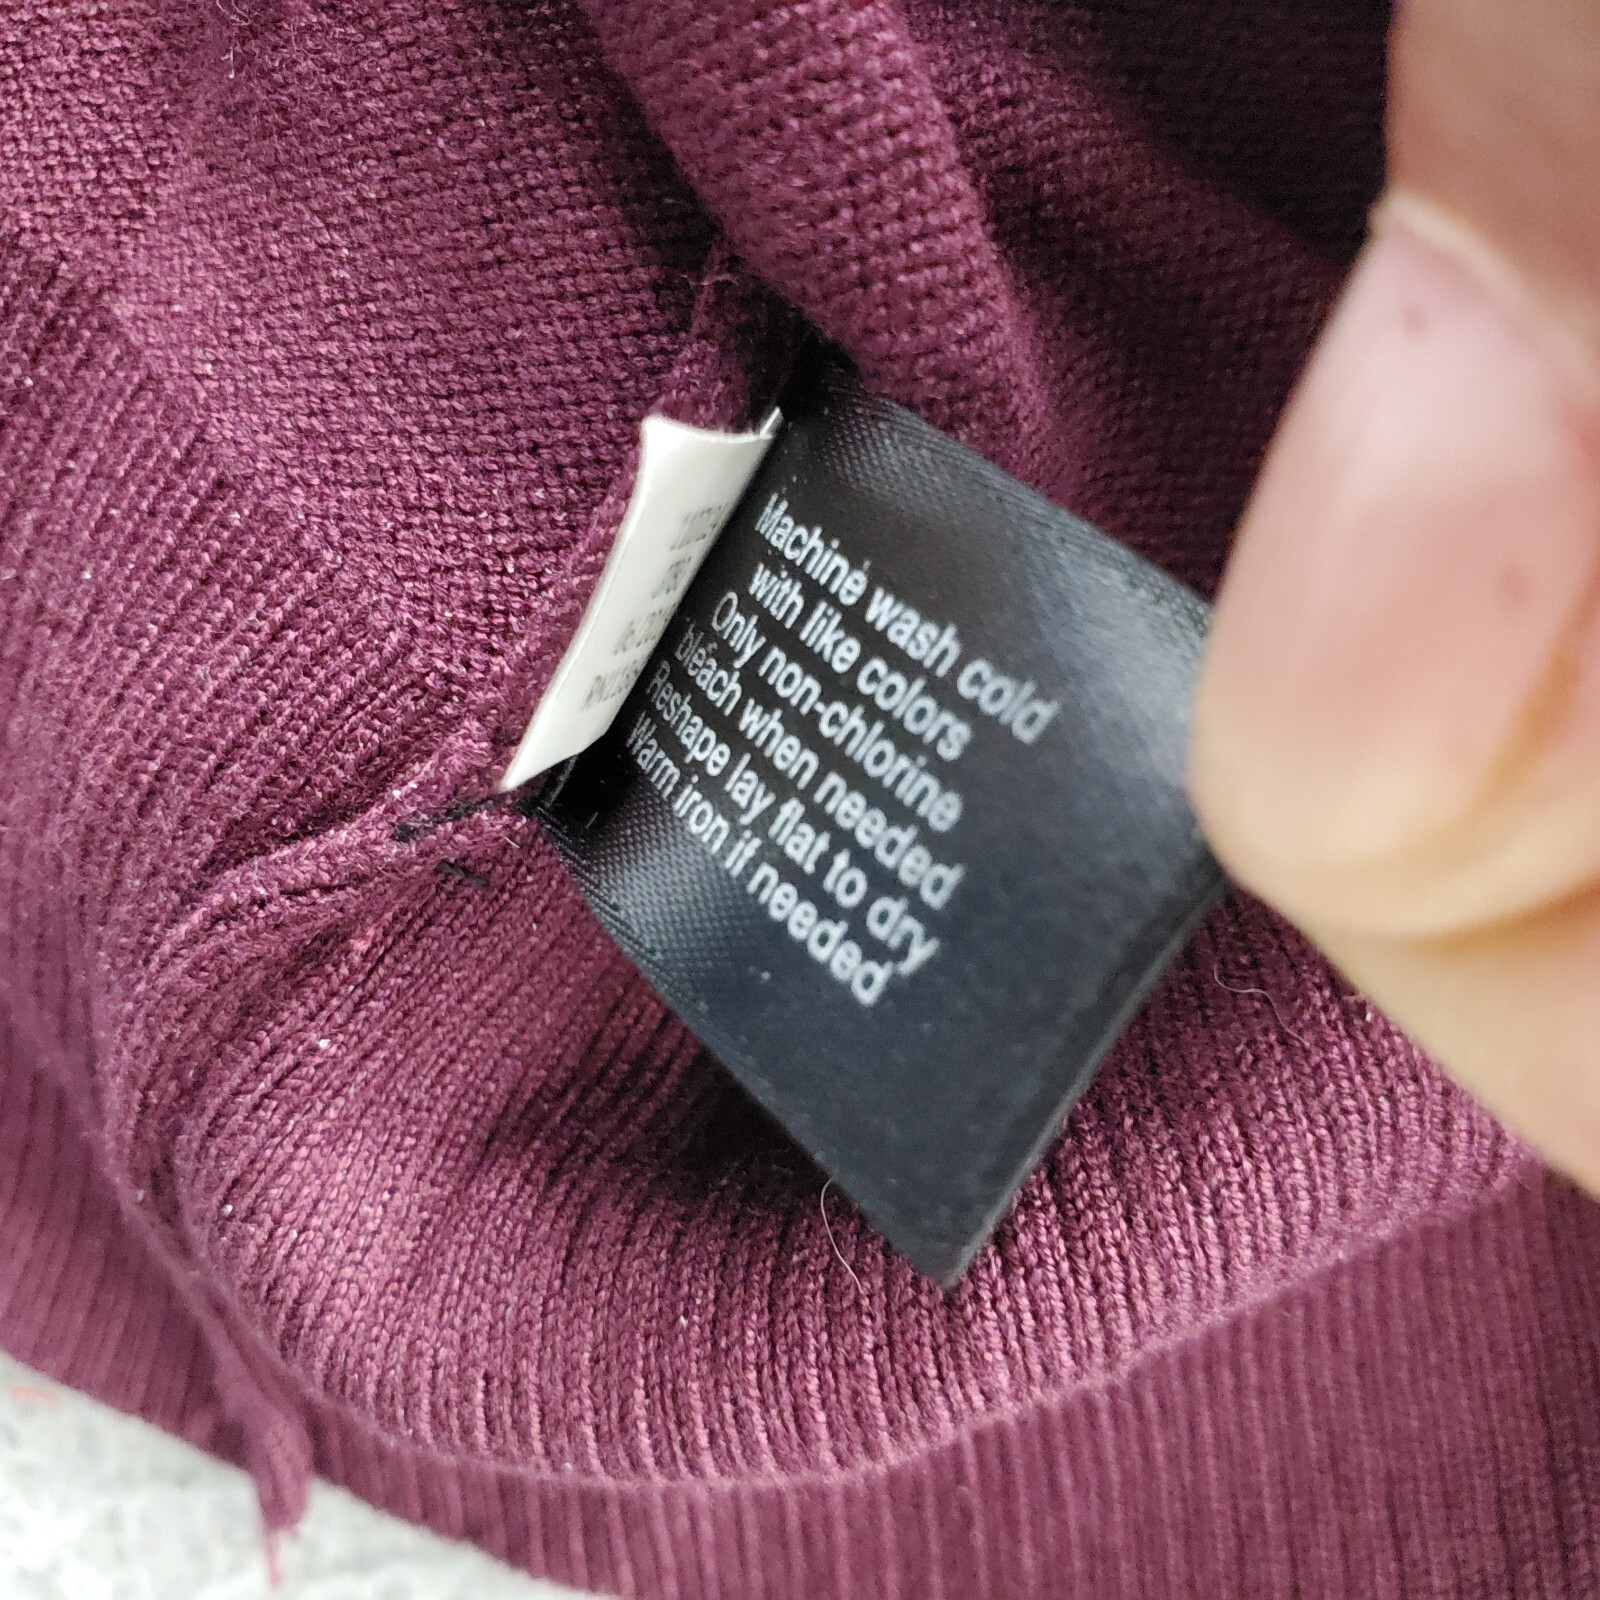 Machine wash cold
with like colors
Only non-chlorine
bleach when needed
Reshape lay flat to dry
Warm iron if needed